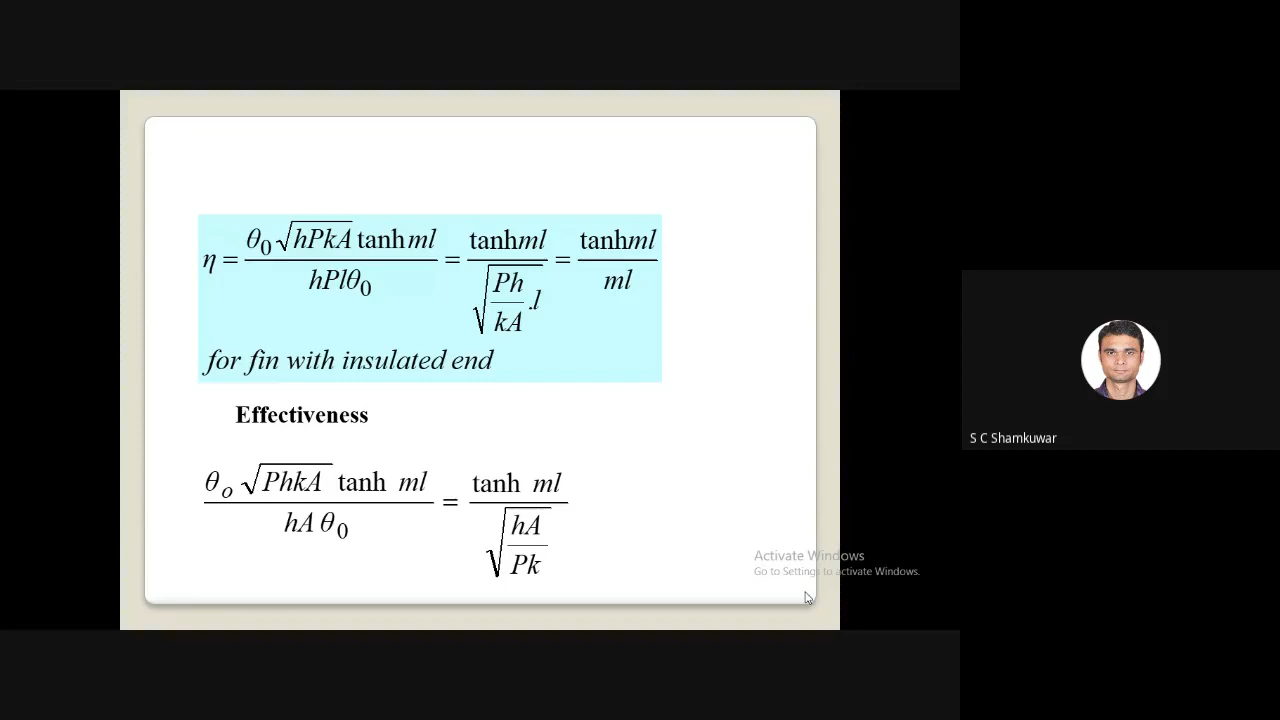 η = θ₀ √hPkA tanh ml / hPlθ₀ = tanh ml / √(Ph/kA) .l = tanh ml / ml
for fin with insulated end
Effectiveness
θₒ √PhkA tanh ml / hA θ₀ = tanh ml / √(hA/Pk)
Activate Windows
Go to Settings to activate Windows.
S C Shamkuwar